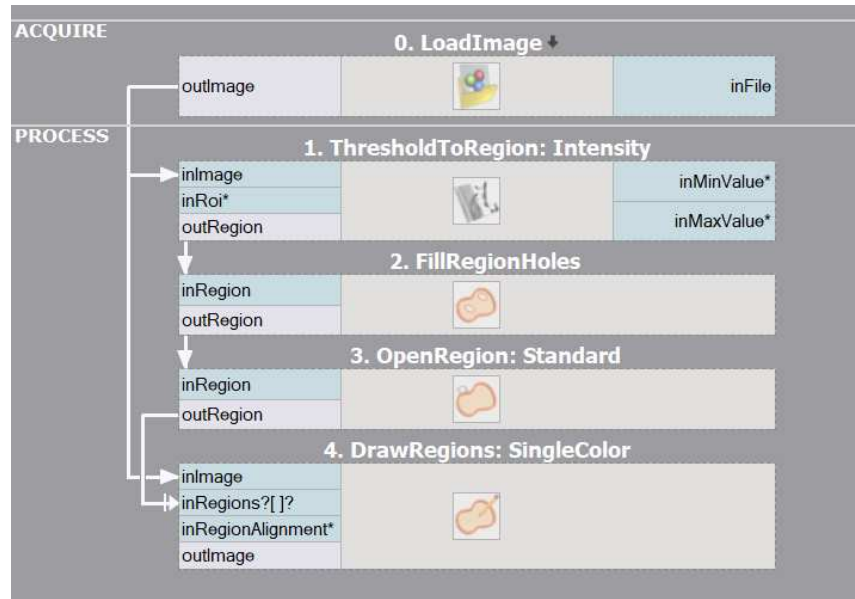 ACQUIRE
0. LoadImage
outImage
inFile
PROCESS
1. ThresholdToRegion: Intensity
inImage
inMinValue*
inRoi*
inMaxValue*
outRegion
2. FillRegionHoles
inRegion
outRegion
3. OpenRegion: Standard
inRegion
outRegion
4. DrawRegions: SingleColor
inImage
inRegions?[ ]?
inRegionAlignment*
outImage